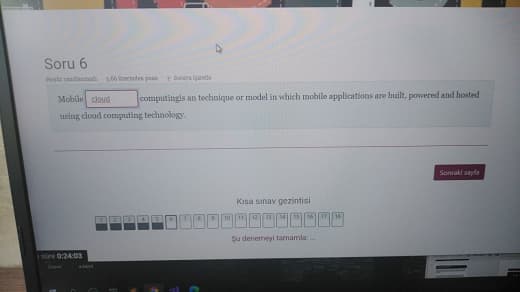 Soru 6
Henüz yanıtlanmadı 5,66 üzerinden puan Soruyu işaretle
Mobile cloud computingis an technique or model in which mobile applications are built, powered and hosted
using cloud computing technology.
Sonraki sayfa
Kısa sınav gezintisi
1 2 3 4 5 6 7 8 9 10 11 12 13 14 15 16 17 18
Şu denemeyi tamamla: ...
süre 0:24:03